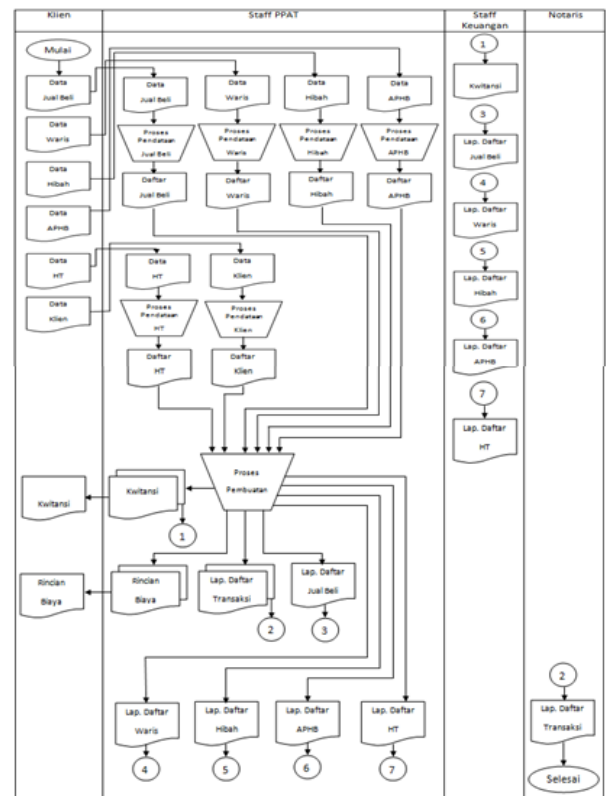 Klien
Staff PPAT
Staff
Keuangan
Notaris
Mulai
Data
Jual Beli
Data
Waris
Data
Hibah
Data
APHB
Data
HT
Data
Klien
Data
Jual Beli
Data
Waris
Data
Hibah
Data
APHB
Proses
Pendataan
Jual Beli
Proses
Pendataan
Waris
Proses
Pendataan
Hibah
Proses
Pendataan
APHB
Daftar
Jual Beli
Daftar
Waris
Daftar
Hibah
Daftar
APHB
Data
HT
Data
Klien
Proses
Pendataan
HT
Proses
Pendataan
Klien
Daftar
HT
Daftar
Klien
Proses
Pembuatan
Kwitansi
Kwitansi
1
Rincian
Biaya
Rincian
Biaya
Lap. Daftar
Transaksi
2
Lap. Daftar
Jual Beli
3
Lap. Daftar
Waris
4
Lap. Daftar
Hibah
5
Lap. Daftar
APHB
6
Lap. Daftar
HT
7
1
Kwitansi
3
Lap. Daftar
Jual Beli
4
Lap. Daftar
Waris
5
Lap. Daftar
Hibah
6
Lap. Daftar
APHB
7
Lap. Daftar
HT
2
Lap. Daftar
Transaksi
Selesai